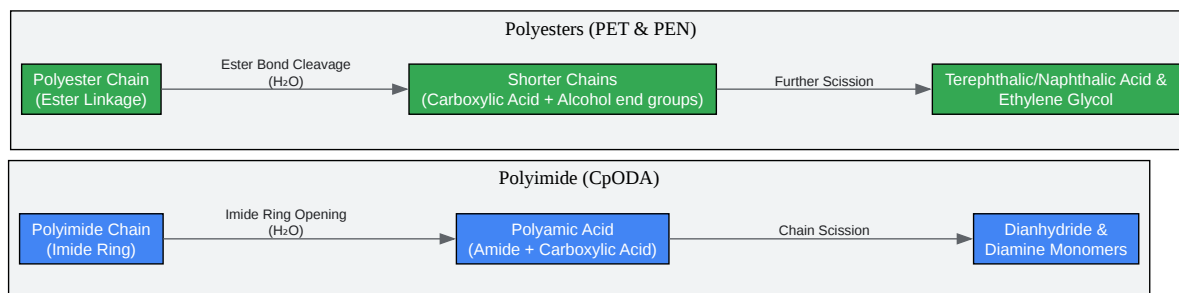 Polyesters (PET & PEN)
Polyester Chain
(Ester Linkage)
Ester Bond Cleavage
(H₂O)
Shorter Chains
(Carboxylic Acid + Alcohol end groups)
Further Scission
Terephthalic/Naphthalic Acid &
Ethylene Glycol
Polyimide (CpODA)
Polyimide Chain
(Imide Ring)
Imide Ring Opening
(H₂O)
Polyamic Acid
(Amide + Carboxylic Acid)
Chain Scission
Dianhydride &
Diamine Monomers